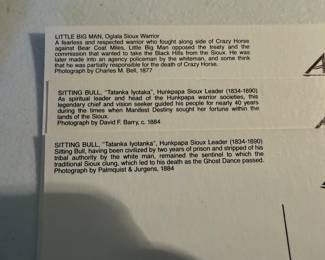 LITTLE BIG MAN, Oglala Sioux Warrior
A fearless and respected warrior who fought along side of Crazy Horse
against Bear Coat Miles, Little Big Man opposed the treaty and the
commission that wanted to take the Black Hills from the Sioux. He was
later made into an agency policeman by the whiteman, and some think
that he was partially responsible for the death of Crazy Horse.
Photograph by Charles M. Bell, 1877
SITTING BULL, "Tatanka Iyotaka", Hunkpapa Sioux Leader (1834-1890)
As spiritual leader and head of the Hunkpapa warrior societies, this
legendary chief and vision seeker guided his people for nearly 40 years
during the times when Manifest Destiny sought her fortune within the
lands of the Sioux.
Photograph by David F. Barry, c. 1884
SITTING BULL, "Tatanka Iyotanka", Hunkpapa Sioux Leader (1834-1890)
Sitting Bull, having been civilized by two years of prison and stripped of his
tribal authority by the white man, remained the sentinel to which the
traditional Sioux clung, which led to his death as the Ghost Dance passed.
Photograph by Palmquist & Jurgens, 1884